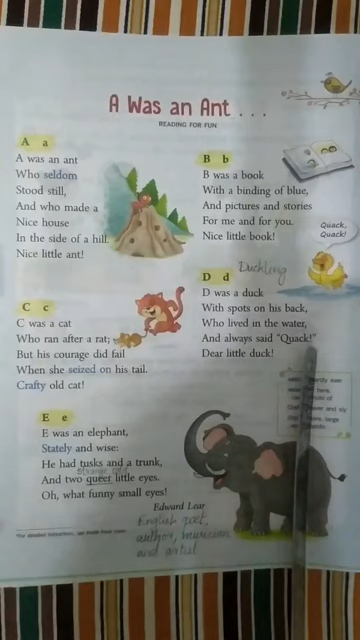 A Was an Ant . . .
READING FOR FUN
A a
A was an ant
Who seldom
Stood still,
And who made a
Nice house
In the side of a hill.
Nice little ant!
B b
B was a book
With a binding of blue,
And pictures and stories
For me and for you.
Nice little book!
Quack,
Quack!
C c
C was a cat
Who ran after a rat;
But his courage did fail
When she seized on his tail.
Crafty old cat!
Duckling
D d
D was a duck
With spots on his back,
Who lived in the water,
And always said "Quack!"
Dear little duck!
E e
E was an elephant,
Stately and wise:
He had tusks and a trunk,
Strange
And two queer little eyes.
Oh, what funny small eyes!
Edward Lear
English poet,
author, musician
and artist